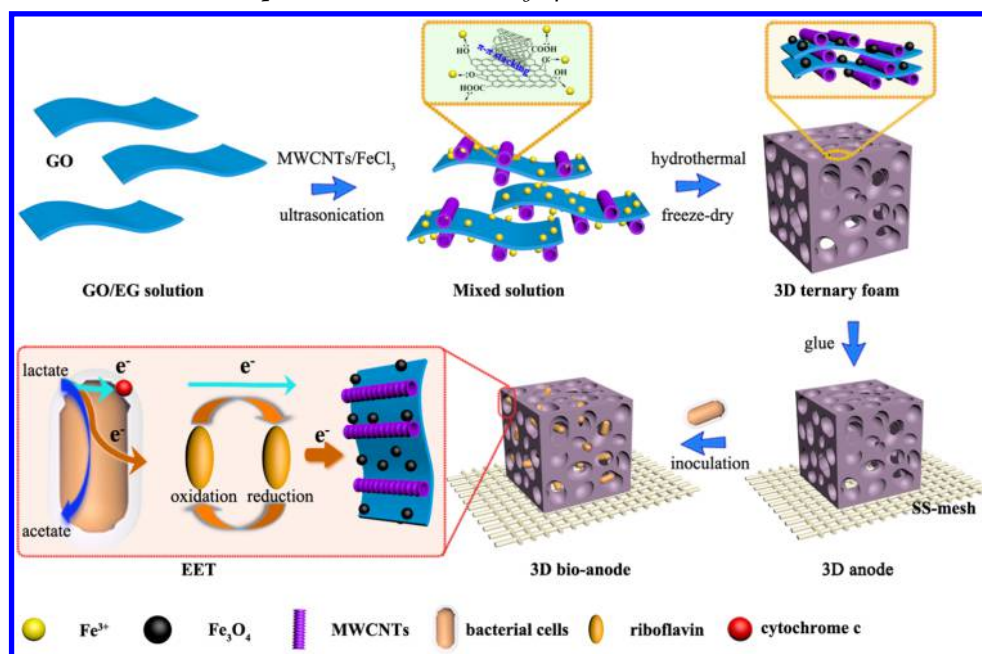 GO
GO/EG solution
MWCNTs/FeCl3
ultrasonication
HO
COOH
O
OH
O
HOOC
π-π stacking
Mixed solution
hydrothermal
freeze-dry
3D ternary foam
glue
SS-mesh
3D anode
inoculation
3D bio-anode
lactate
e-
e-
acetate
e-
oxidation
reduction
e-
EET
Fe3+
Fe3O4
MWCNTs
bacterial cells
riboflavin
cytochrome c